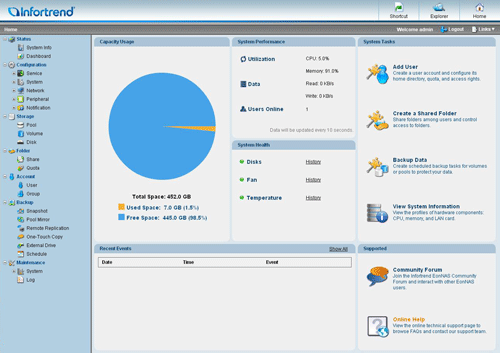 Infortrend®
Shortcut
Explorer
Home
Home
Welcome admin
Logout
Links
Status
System Info
Dashboard
Configuration
Service
System
Network
Peripheral
Notification
Storage
Pool
Volume
Disk
Folder
Share
Quota
Account
User
Group
Backup
Snapshot
Pool Mirror
Remote Replication
One-Touch Copy
External Drive
Schedule
Maintenance
System
Log
Capacity Usage
Total Space: 452.0 GB
Used Space: 7.0 GB (1.5%)
Free Space: 445.0 GB (98.5%)
System Performance
Utilization
CPU: 5.0%
Memory: 91.0%
Data
Read: 0 KB/s
Write: 0 KB/s
Users Online
1
Data will be updated every 10 seconds.
System Health
Disks
History
Fan
History
Temperature
History
System Tasks
Add User
Create a user account and configure its
home directory, quota, and access rights.
Create a Shared Folder
Share folders among users and control
access to folders.
Backup Data
Create scheduled backup tasks for volumes
or pools to protect your data.
View System Information
View the profiles of hardware components:
CPU, memory, and LAN card.
Recent Events
Show All
Date
Time
Event
Supported
Community Forum
Join the Infortrend EonNAS Community
Forum and interact with other EonNAS
users.
Online Help
View the online technical support page to
browse FAQs and contact our support team.